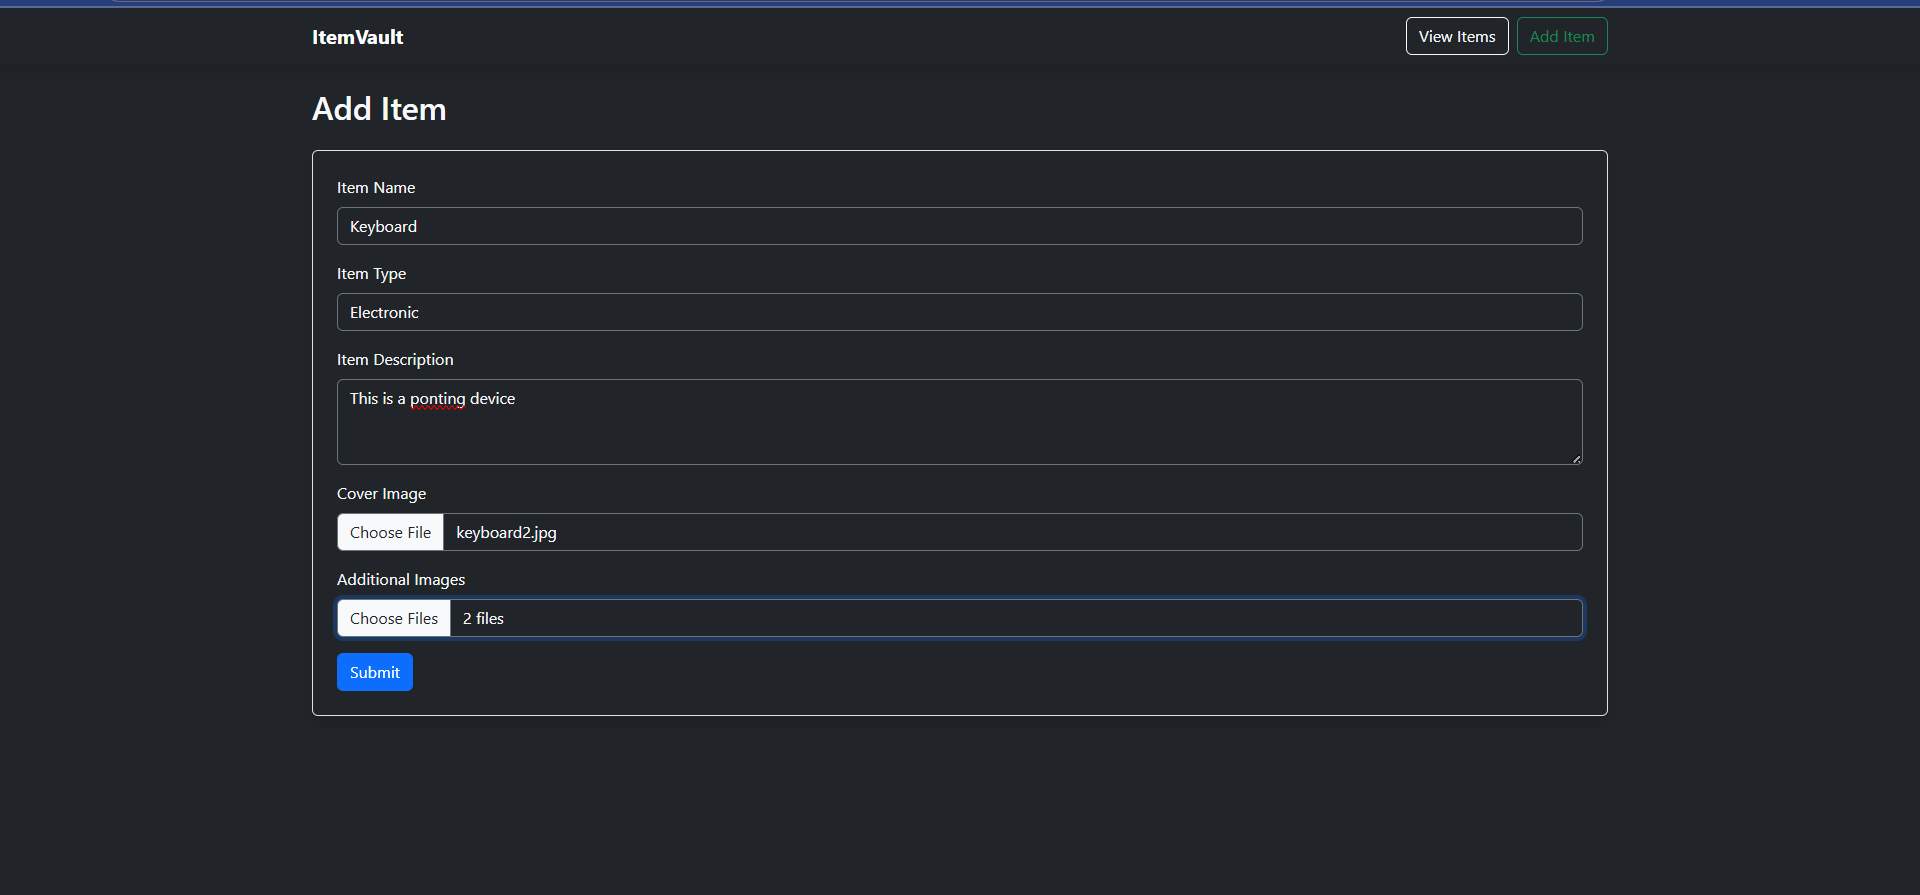 ItemVault
View Items
Add Item
Add Item
Item Name
Keyboard
Item Type
Electronic
Item Description
This is a ponting device
Cover Image
Choose File keyboard2.jpg
Additional Images
Choose Files 2 files
Submit